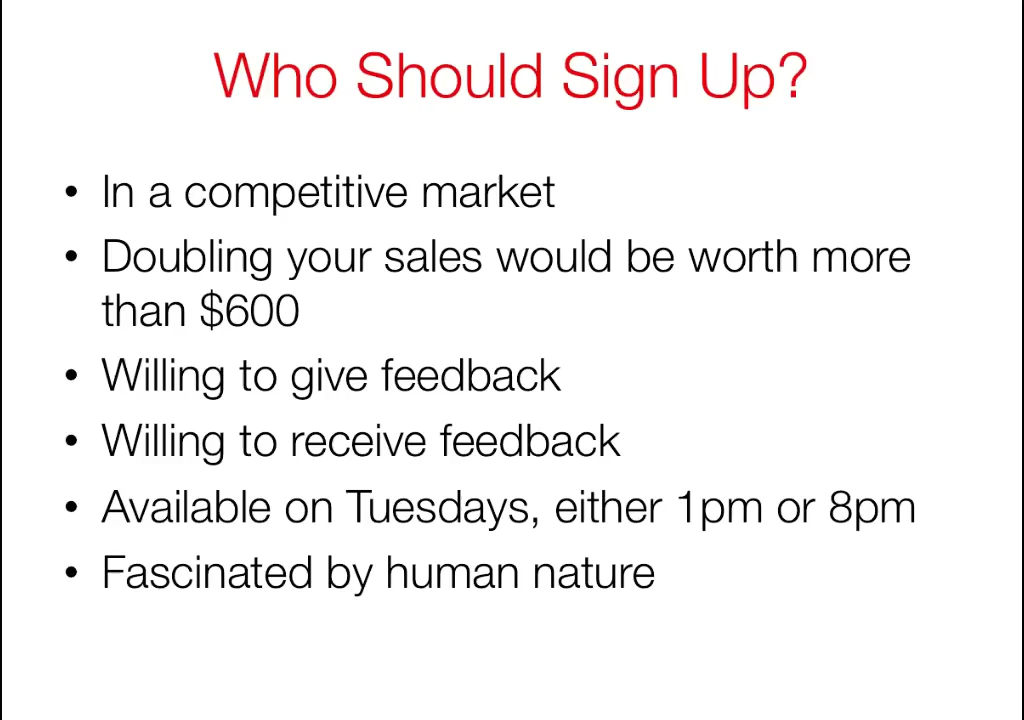 Who Should Sign Up?
• In a competitive market
• Doubling your sales would be worth more
than $600
• Willing to give feedback
• Willing to receive feedback
• Available on Tuesdays, either 1pm or 8pm
• Fascinated by human nature